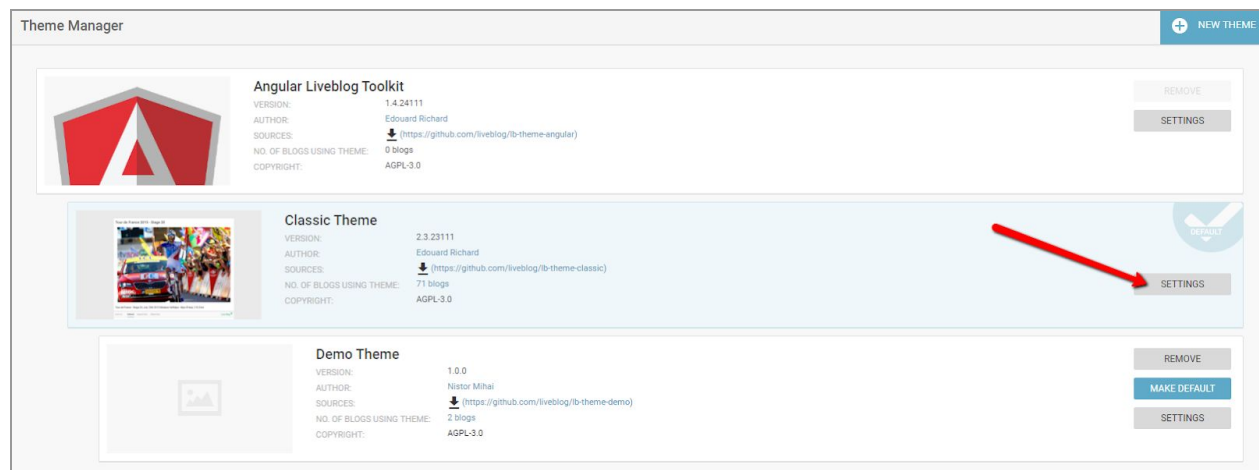 Theme Manager
NEW THEME
Angular Liveblog Toolkit
VERSION: 1.4.24111
REMOVE
AUTHOR: Edouard Richard
SETTINGS
SOURCES: (https://github.com/liveblog/lb-theme-angular)
NO. OF BLOGS USING THEME: 0 blogs
COPYRIGHT: AGPL-3.0
Classic Theme
VERSION: 2.3.23111
DEFAULT
AUTHOR: Edouard Richard
SOURCES: (https://github.com/liveblog/lb-theme-classic)
NO. OF BLOGS USING THEME: 71 blogs
SETTINGS
COPYRIGHT: AGPL-3.0
Demo Theme
REMOVE
VERSION: 1.0.0
AUTHOR: Nistor Mihai
MAKE DEFAULT
SOURCES: (https://github.com/liveblog/lb-theme-demo)
NO. OF BLOGS USING THEME: 2 blogs
SETTINGS
COPYRIGHT: AGPL-3.0